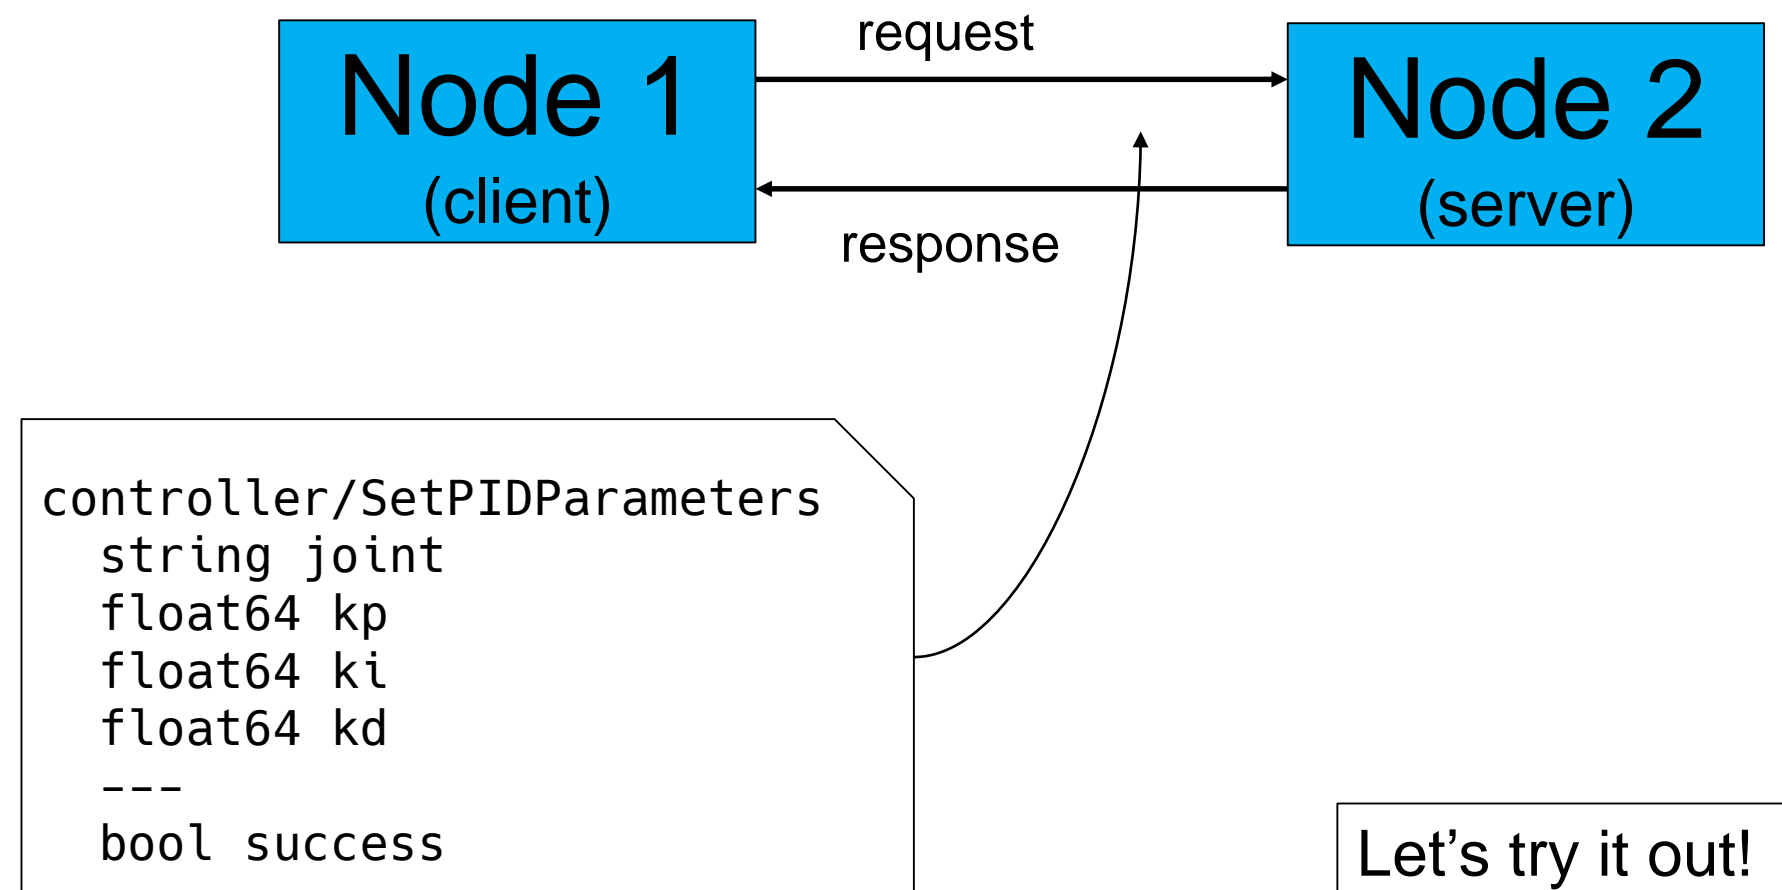 request
Node 1
(client)
Node 2
(server)
response
controller/SetPIDParameters
string joint
float64 kp
float64 ki
float64 kd
---
bool success
Let’s try it out!